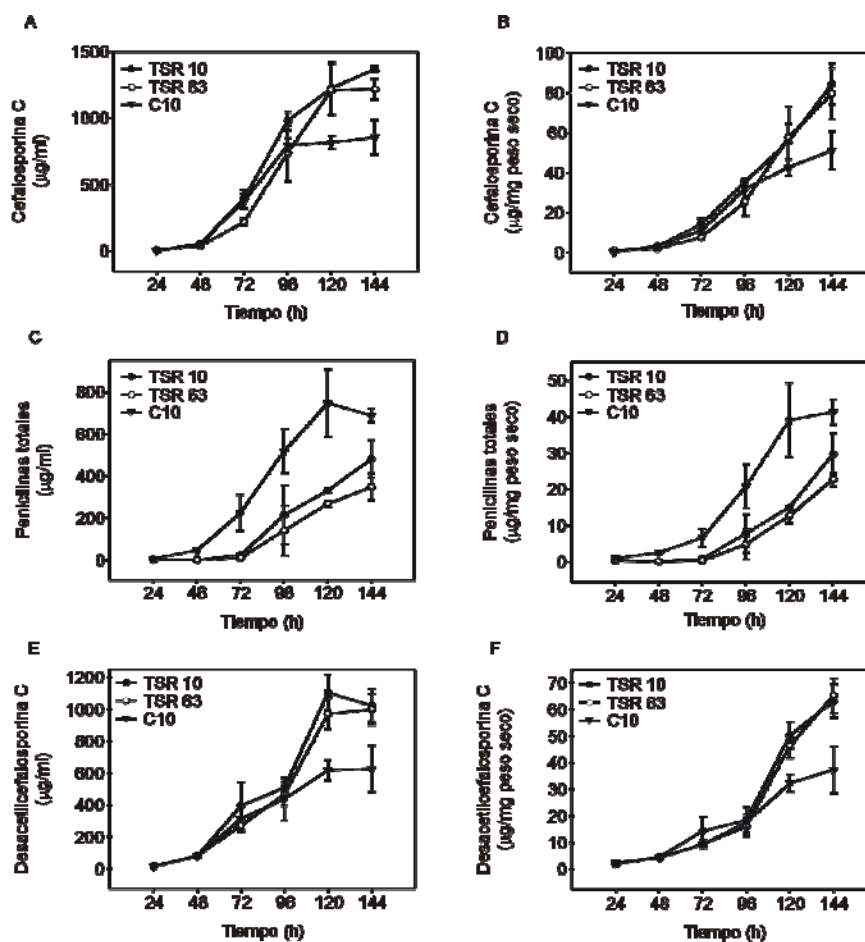 A
Cefalosporina C
(µg/ml)
1500
1000
500
0
TSR 10
TSR 63
C10
24 48 72 96 120 144
Tiempo (h)
B
Cefalosporina C
(µg/mg peso seco)
100
80
60
40
20
0
TSR 10
TSR 63
C10
24 48 72 96 120 144
Tiempo (h)
C
Penicilinas totales
(µg/ml)
800
600
400
200
0
TSR 10
TSR 63
C10
24 48 72 96 120 144
Tiempo (h)
D
Penicilinas totales
(µg/mg peso seco)
50
40
30
20
10
0
TSR 10
TSR 63
C10
24 48 72 96 120 144
Tiempo (h)
E
Desacetilcefalosporina C
(µg/ml)
1200
1000
800
600
400
200
0
TSR 10
TSR 63
C10
24 48 72 96 120 144
Tiempo (h)
F
Desacetilcefalosporina C
(µg/mg peso seco)
70
60
50
40
30
20
10
0
TSR 10
TSR 63
C10
24 48 72 96 120 144
Tiempo (h)